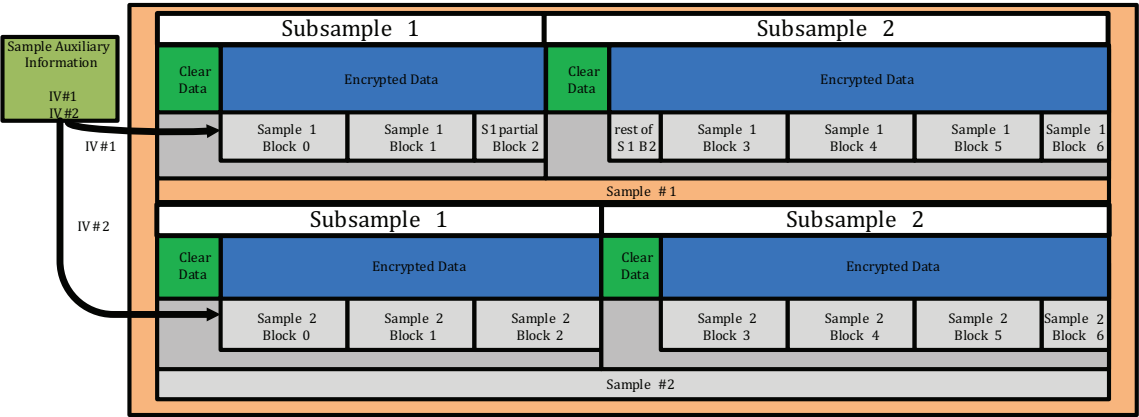 Sample Auxiliary
Information
IV#1
IV#2
IV #1
IV #2
Subsample 1
Subsample 2
Clear
Data
Encrypted Data
Clear
Data
Encrypted Data
Sample 1
Block 0
Sample 1
Block 1
S1 partial
Block 2
rest of
S1 B2
Sample 1
Block 3
Sample 1
Block 4
Sample 1
Block 5
Sample 1
Block 6
Sample #1
Subsample 1
Subsample 2
Clear
Data
Encrypted Data
Clear
Data
Encrypted Data
Sample 2
Block 0
Sample 2
Block 1
Sample 2
Block 2
Sample 2
Block 3
Sample 2
Block 4
Sample 2
Block 5
Sample 2
Block 6
Sample #2